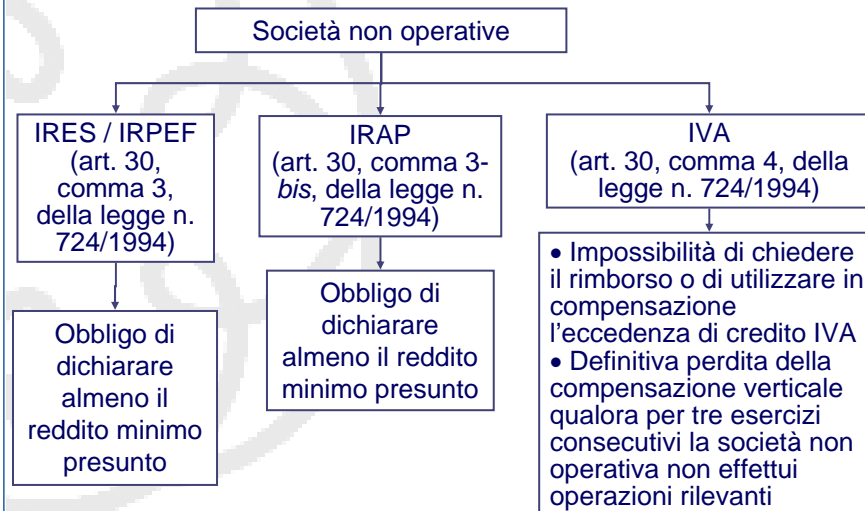 Società non operative
IRES / IRPEF
(art. 30,
comma 3,
della legge n.
724/1994)
Obbligo di
dichiarare
almeno il
reddito minimo
presunto
IRAP
(art. 30, comma 3-
bis, della legge n.
724/1994)
Obbligo di
dichiarare
almeno il reddito
minimo presunto
IVA
(art. 30, comma 4, della
legge n. 724/1994)
• Impossibilità di chiedere
il rimborso o di utilizzare in
compensazione
l'eccedenza di credito IVA
• Definitiva perdita della
compensazione verticale
qualora per tre esercizi
consecutivi la società non
operativa non effettui
operazioni rilevanti